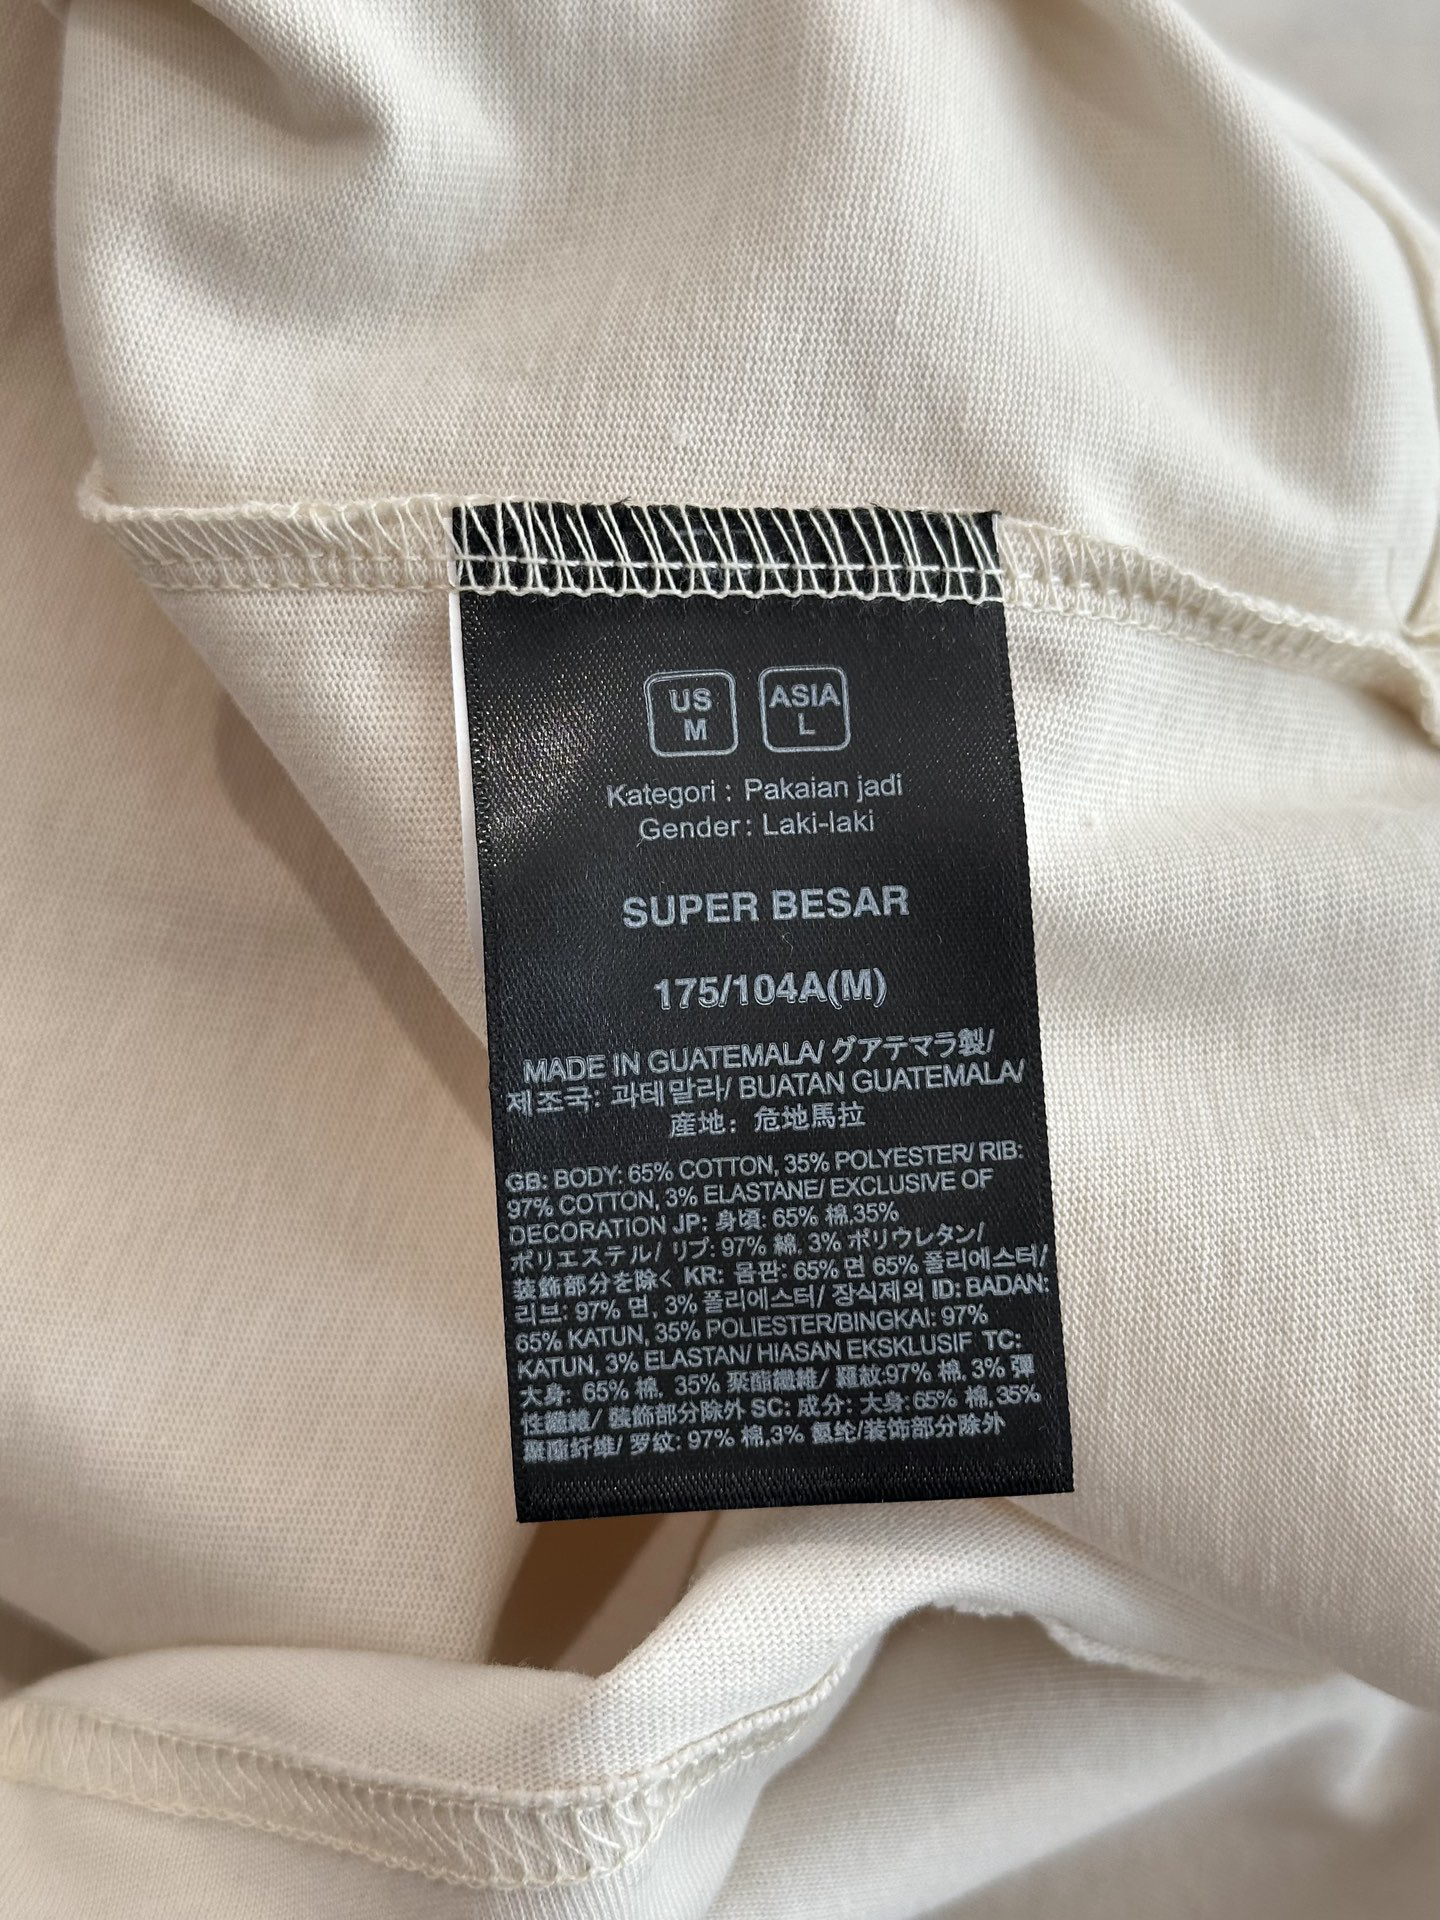 US
M
ASIA
L
Kategori : Pakaian jadi
Gender : Laki-laki
SUPER BESAR
175/104A(M)
MADE IN GUATEMALA/ グアテマラ製/
제조국: 과테말라/ BUATAN GUATEMALA/
産地: 危地馬拉
GB: BODY: 65% COTTON, 35% POLYESTER/ RIB:
97% COTTON, 3% ELASTANE/ EXCLUSIVE OF
DECORATION JP: 身頃: 65% 棉,35%
ポリエステル/ リブ: 97% 綿, 3% ポリウレタン/
装飾部分を除く KR: 몸판: 65% 면 65% 폴리에스터/
리브: 97% 면, 3% 폴리에스터/ 장식제외 ID: BADAN:
65% KATUN, 35% POLIESTER/BINGKAI: 97%
KATUN, 3% ELASTAN/ HIASAN EKSKLUSIF TC:
大身: 65% 棉, 35% 聚酯纖維/ 羅紋:97% 棉, 3% 彈
性纖維/ 裝飾部分除外 SC: 成分: 大身: 65% 棉,35%
聚酯纤维/ 罗纹: 97% 棉,3% 氨纶/装饰部分除外